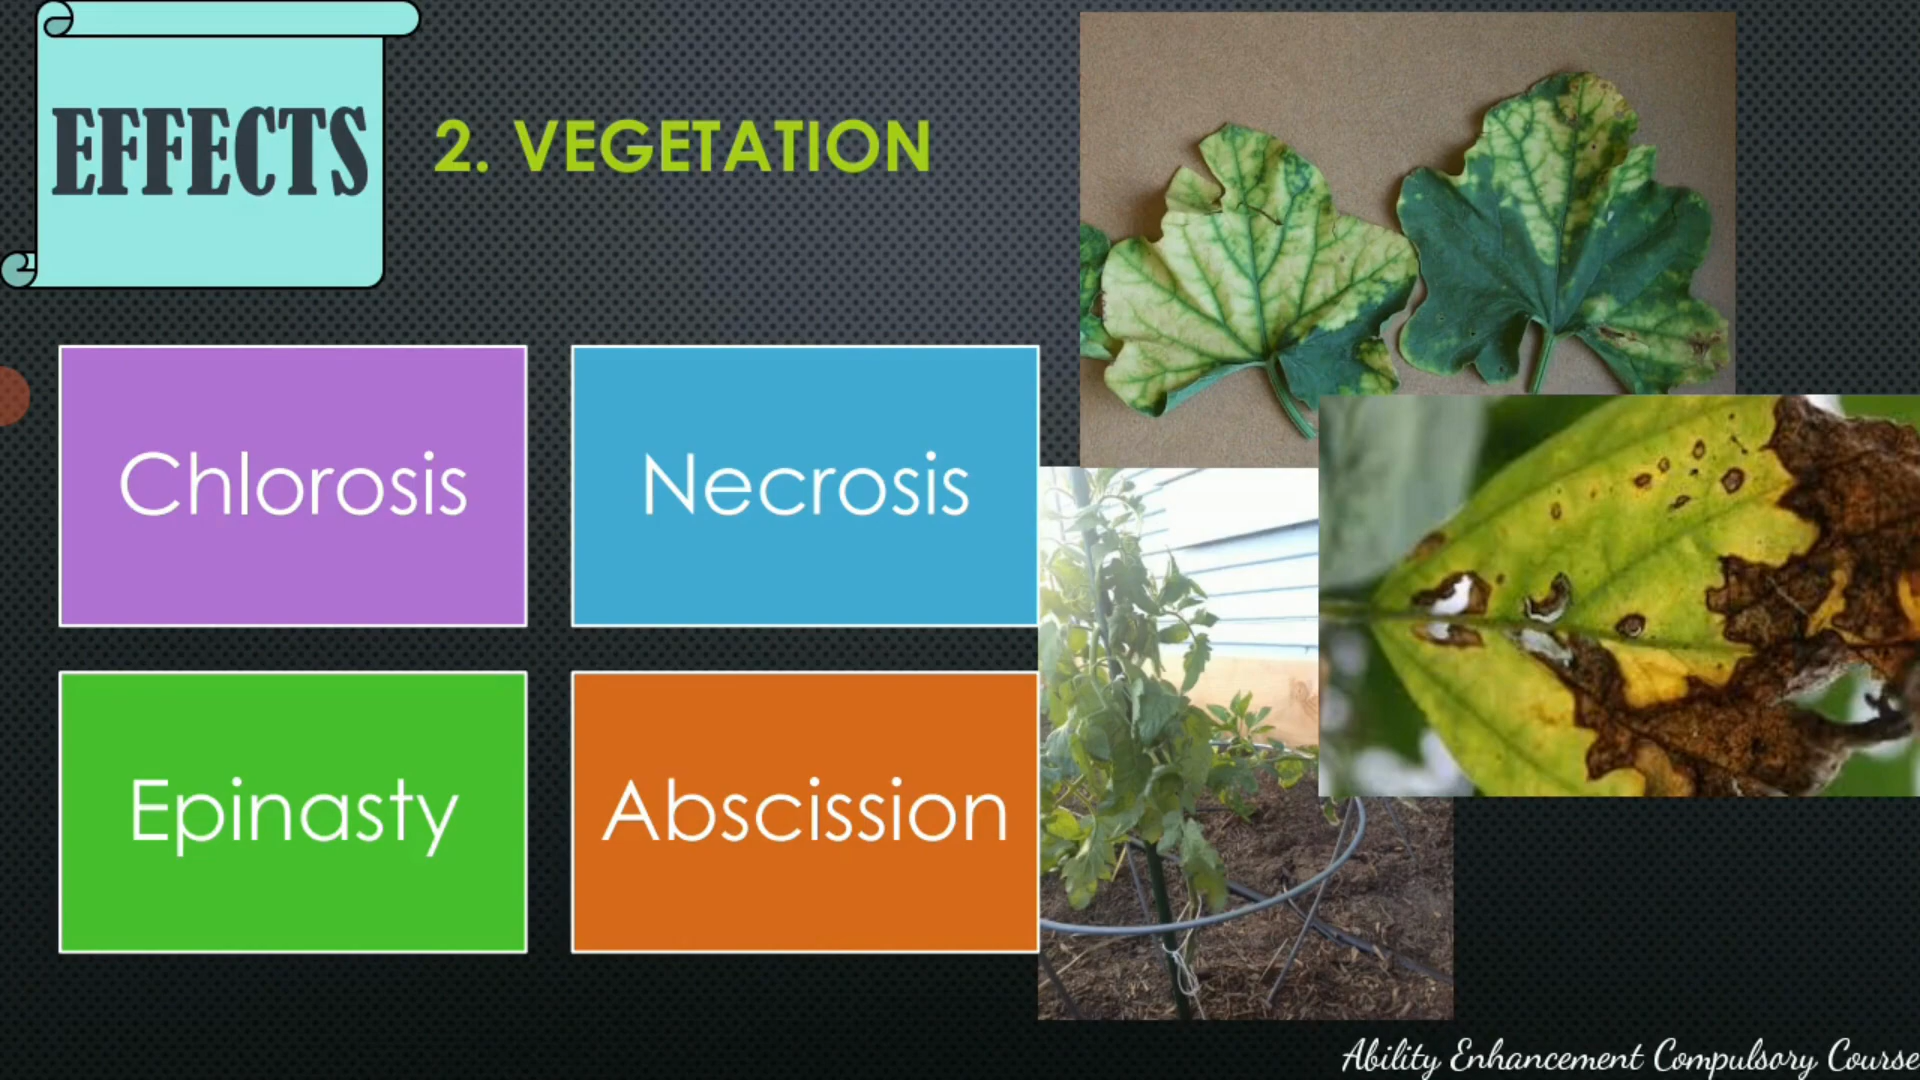 EFFECTS
2. VEGETATION
Chlorosis
Necrosis
Epinasty
Abscission
Ability Enhancement Compulsory Course